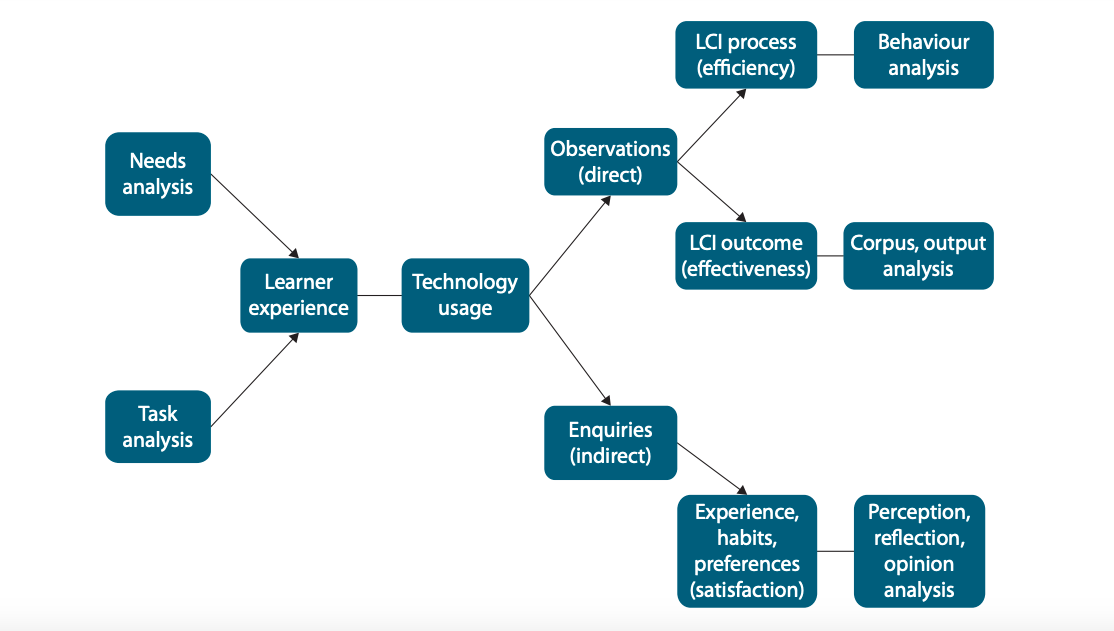 Needs
analysis
Task
analysis
Learner
experience
Technology
usage
Observations
(direct)
Enquiries
(indirect)
LCI process
(efficiency)
Behaviour
analysis
LCI outcome
(effectiveness)
Corpus, output
analysis
Experience,
habits,
preferences
(satisfaction)
Perception,
reflection,
opinion
analysis